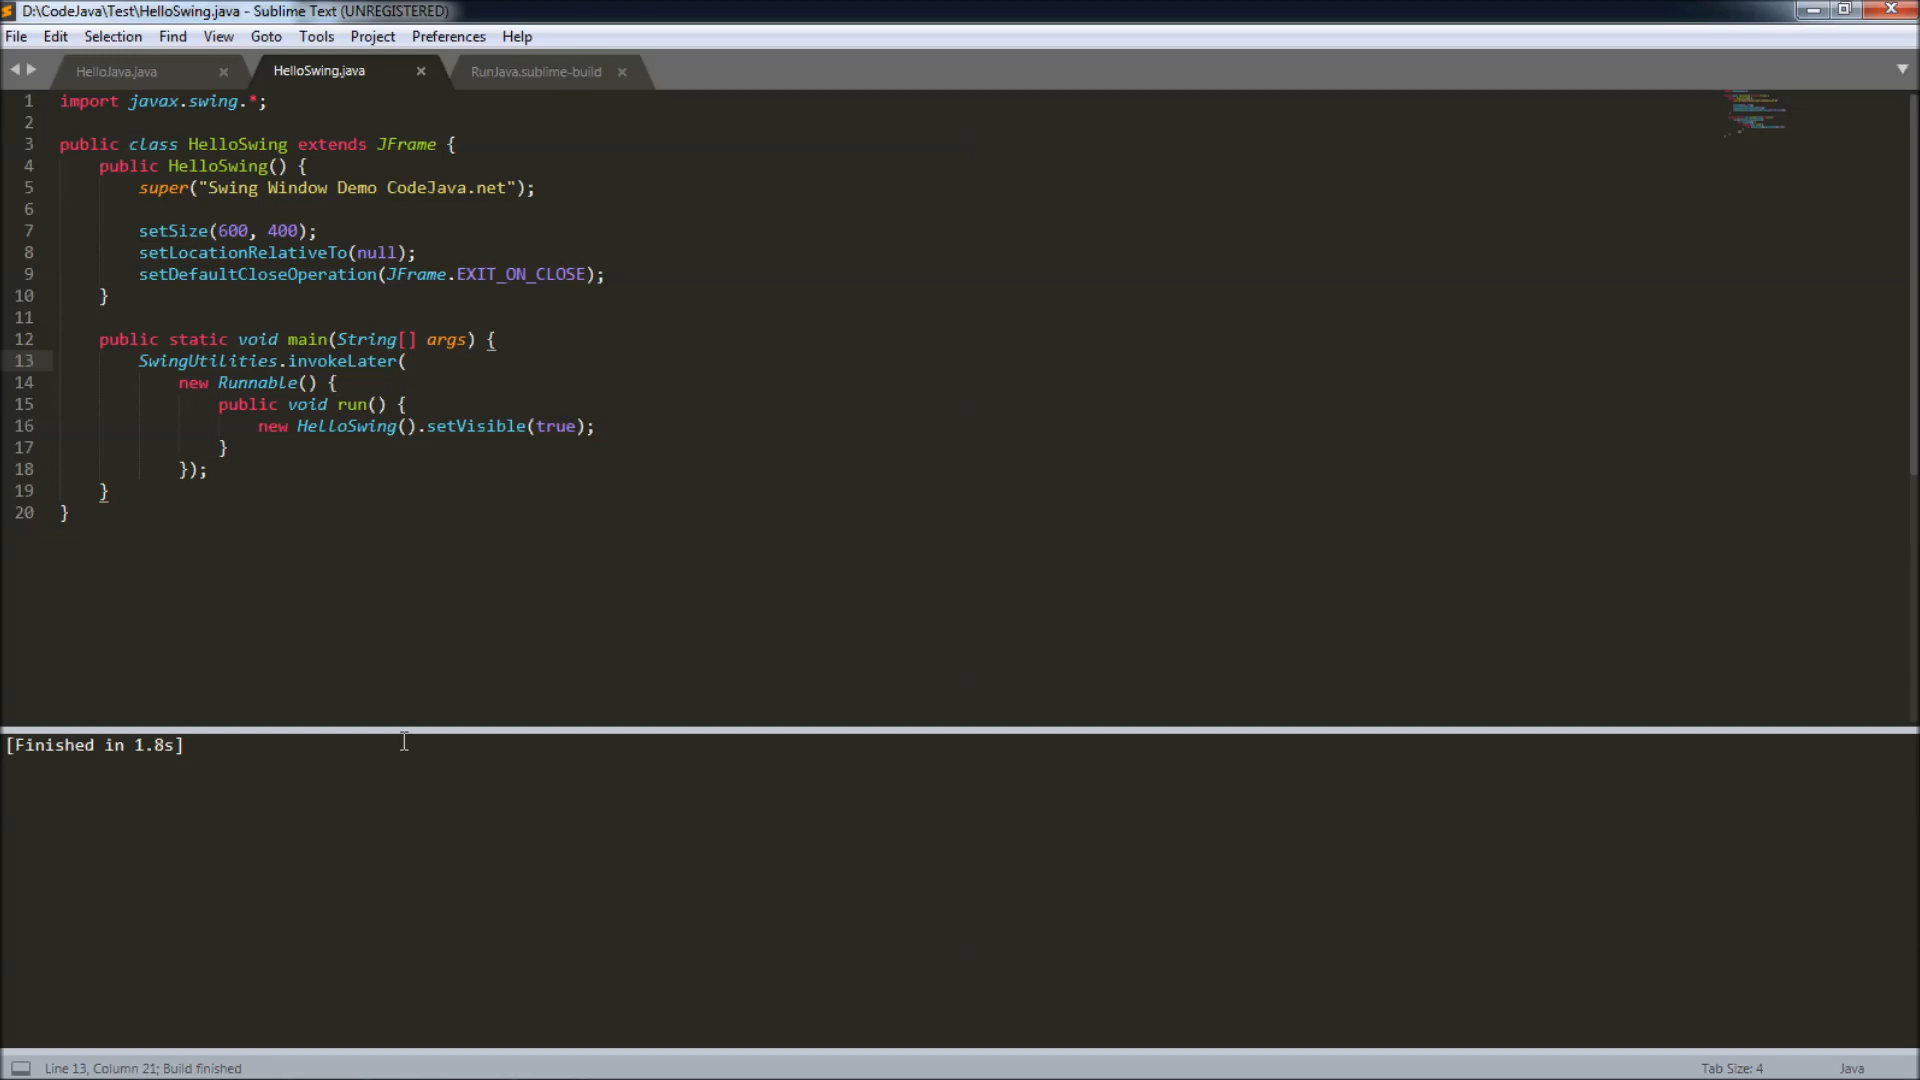 D:\CodeJava\Test\HelloSwing.java - Sublime Text (UNREGISTERED)
File Edit Selection Find View Goto Tools Project Preferences Help
HelloJava.java HelloSwing.java RunJava.sublime-build
1 import javax.swing.*;
2
3 public class HelloSwing extends JFrame {
4 public HelloSwing() {
5 super("Swing Window Demo CodeJava.net");
6
7 setSize(600, 400);
8 setLocationRelativeTo(null);
9 setDefaultCloseOperation(JFrame.EXIT_ON_CLOSE);
10 }
11
12 public static void main(String[] args) {
13 SwingUtilities.invokeLater(
14 new Runnable() {
15 public void run() {
16 new HelloSwing().setVisible(true);
17 }
18 });
19 }
20 }
[Finished in 1.8s]
Line 13, Column 21; Build finished Tab Size: 4 Java